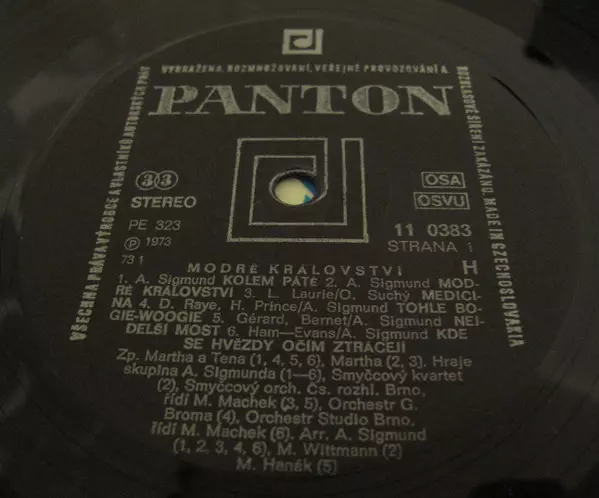 VYHRAZENA. ROZMNOŽOVÁNÍ, VEŘEJNÉ PROVOZOVÁNÍ A
ROZHLASOVÉ ŠÍŘENÍ ZAKÁZÁNO. MADE IN CZECHOSLOVAKIA
VŠECHNA PRÁVA VÝROBCE A VLASTNÍKŮ AUTORSKÝCH PRÁV
PANTON
33
STEREO
PE 323
Ⓟ 1973
73 1
OSA
OSVU
11 0383
STRANA 1
H
MODRÉ KRÁLOVSTVÍ
1. A. Sigmund KOLEM PÁTÉ 2. A. Sigmund MOD-
RÉ KRÁLOVSTVÍ 3. L. Laurie/O. Suchý MEDICI-
NA 4. D. Raye, H. Prince/A. Sigmund TOHLE BO-
GIE-WOOGIE 5. Gérard, Bernet/A. Sigmund NEJ-
DELŠÍ MOST 6. Ham—Evans/A. Sigmund KDE
SE HVĚZDY OČÍM ZTRÁCEJÍ
Zp. Martha a Tena (1, 4, 5, 6), Martha (2, 3). Hraje
skupina A. Sigmunda (1—6), Smyčcový kvartet
(2), Smyčcový orch. Čs. rozhl. Brno,
řídí M. Machek (3, 5), Orchestr G.
Broma (4), Orchestr Studio Brno,
řídí M. Machek (6). Arr. A. Sigmund
(1, 2, 3, 4, 6), M. Wittmann (2)
M. Hanák (5)